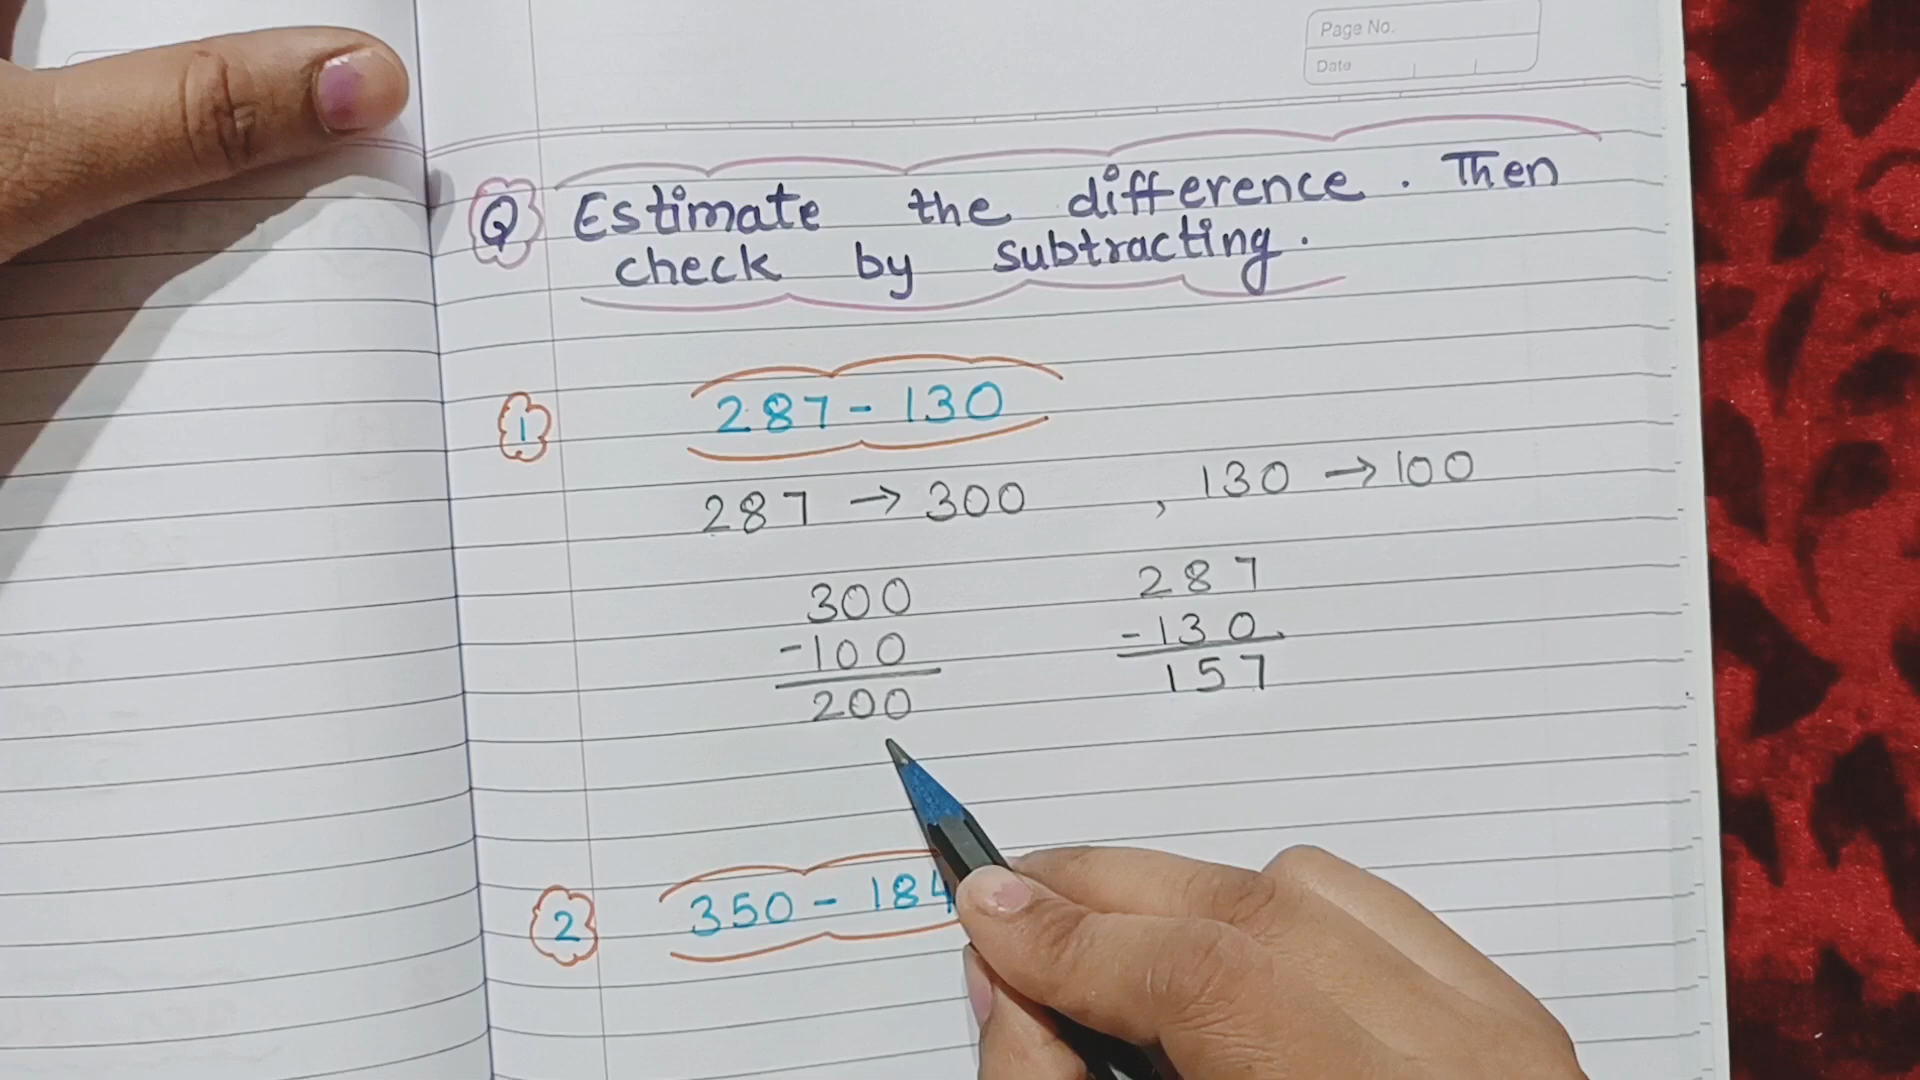 Page No.
Date
Q Estimate the difference. Then
check by subtracting.
1 287 - 130
287 → 300 , 130 → 100
300 287
-100 -130
200 157
2 350 - 184